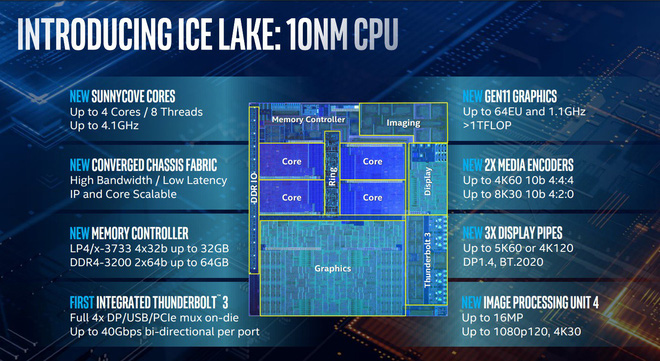 INTRODUCING ICE LAKE: 10NM CPU
NEW SUNNYCOVE CORES
Up to 4 Cores / 8 Threads
Up to 4.1GHz
NEW CONVERGED CHASSIS FABRIC
High Bandwidth / Low Latency
IP and Core Scalable
NEW MEMORY CONTROLLER
LP4/x-3733 4x32b up to 32GB
DDR4-3200 2x64b up to 64GB
FIRST INTEGRATED THUNDERBOLT™ 3
Full 4x DP/USB/PCIe mux on-die
Up to 40Gbps bi-directional per port
Memory Controller
Imaging
DDR IO
Core
Core
Ring
Core
Core
Display
Graphics
Thunderbolt 3
NEW GEN11 GRAPHICS
Up to 64EU and 1.1GHz
>1TFLOP
NEW 2X MEDIA ENCODERS
Up to 4K60 10b 4:4:4
Up to 8K30 10b 4:2:0
NEW 3X DISPLAY PIPES
Up to 5K60 or 4K120
DP1.4, BT.2020
NEW IMAGE PROCESSING UNIT 4
Up to 16MP
Up to 1080p120, 4K30